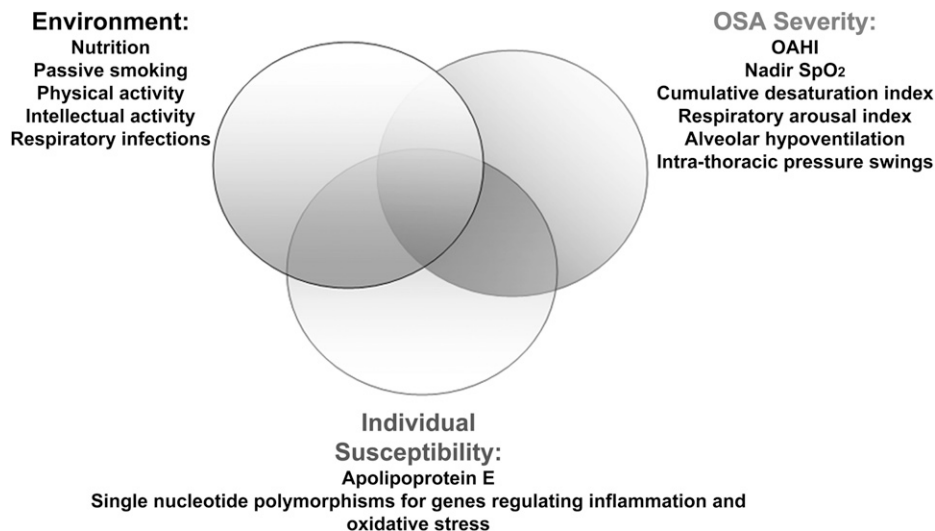 Environment:
Nutrition
Passive smoking
Physical activity
Intellectual activity
Respiratory infections
OSA Severity:
OAHI
Nadir SpO₂
Cumulative desaturation index
Respiratory arousal index
Alveolar hypoventilation
Intra-thoracic pressure swings
Individual
Susceptibility:
Apolipoprotein E
Single nucleotide polymorphisms for genes regulating inflammation and
oxidative stress